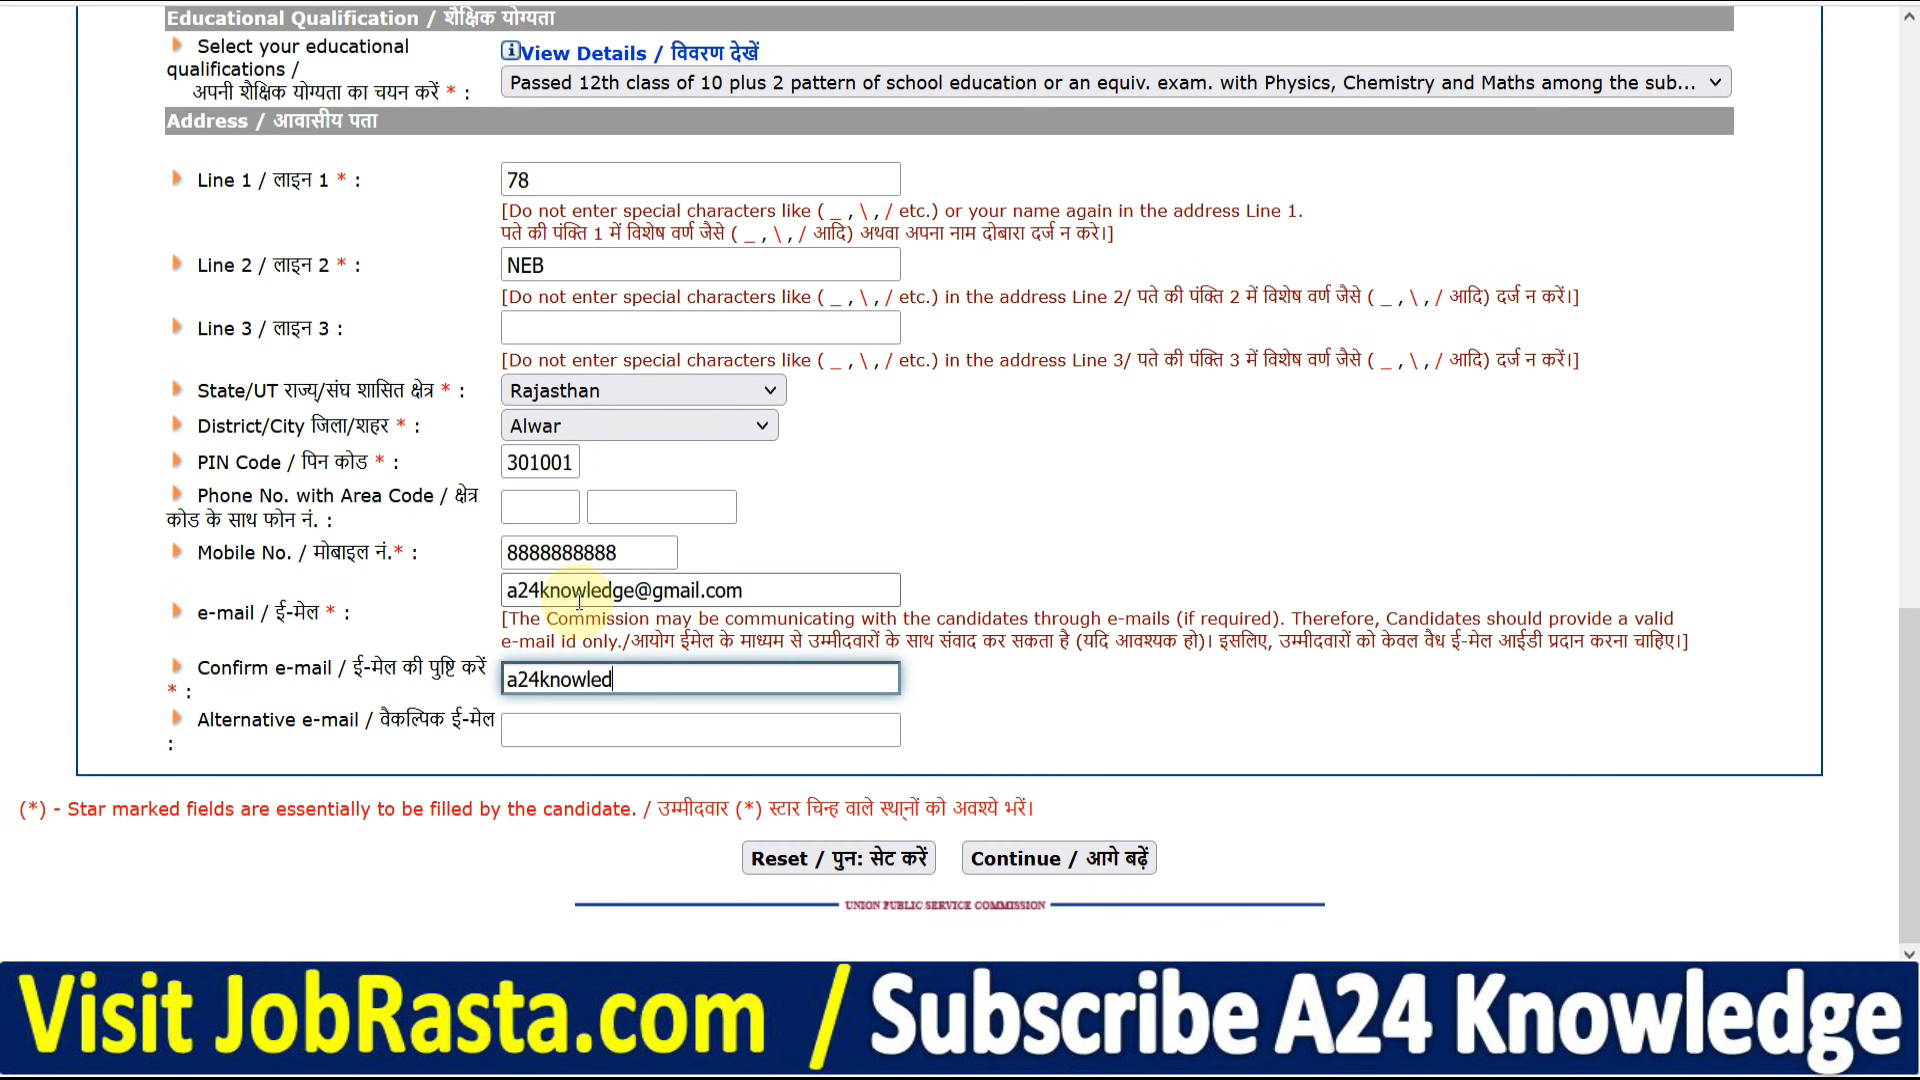 Educational Qualification / शैक्षिक योग्यता
Select your educational qualifications / अपनी शैक्षिक योग्यता का चयन करें * :
View Details / विवरण देखें
Passed 12th class of 10 plus 2 pattern of school education or an equiv. exam. with Physics, Chemistry and Maths among the sub...
Address / आवासीय पता
Line 1 / लाइन 1 * :
78
[Do not enter special characters like ( _ , \ , / etc.) or your name again in the address Line 1.
पते की पंक्ति 1 में विशेष वर्ण जैसे ( _ , \ , / आदि) अथवा अपना नाम दोबारा दर्ज न करे।]
Line 2 / लाइन 2 * :
NEB
[Do not enter special characters like ( _ , \ , / etc.) in the address Line 2/ पते की पंक्ति 2 में विशेष वर्ण जैसे ( _ , \ , / आदि) दर्ज न करें।]
Line 3 / लाइन 3 :
[Do not enter special characters like ( _ , \ , / etc.) in the address Line 3/ पते की पंक्ति 3 में विशेष वर्ण जैसे ( _ , \ , / आदि) दर्ज न करें।]
State/UT राज्य/संघ शासित क्षेत्र * :
Rajasthan
District/City जिला/शहर * :
Alwar
PIN Code / पिन कोड * :
301001
Phone No. with Area Code / क्षेत्र
कोड के साथ फोन नं. :
Mobile No. / मोबाइल नं.* :
8888888888
a24knowledge@gmail.com
e-mail / ई-मेल * :
[The Commission may be communicating with the candidates through e-mails (if required). Therefore, Candidates should provide a valid
e-mail id only./आयोग ईमेल के माध्यम से उम्मीदवारों के साथ संवाद कर सकता है (यदि आवश्यक हो)। इसलिए, उम्मीदवारों को केवल वैध ई-मेल आईडी प्रदान करना चाहिए।]
Confirm e-mail / ई-मेल की पुष्टि करें
* :
a24knowled
Alternative e-mail / वैकल्पिक ई-मेल
:
(*) - Star marked fields are essentially to be filled by the candidate. / उम्मीदवार (*) स्टार चिन्ह वाले स्था्नों को अवश्ये भरें।
Reset / पुन: सेट करें
Continue / आगे बढ़ें
UNION PUBLIC SERVICE COMMISSION
Visit JobRasta.com / Subscribe A24 Knowledge